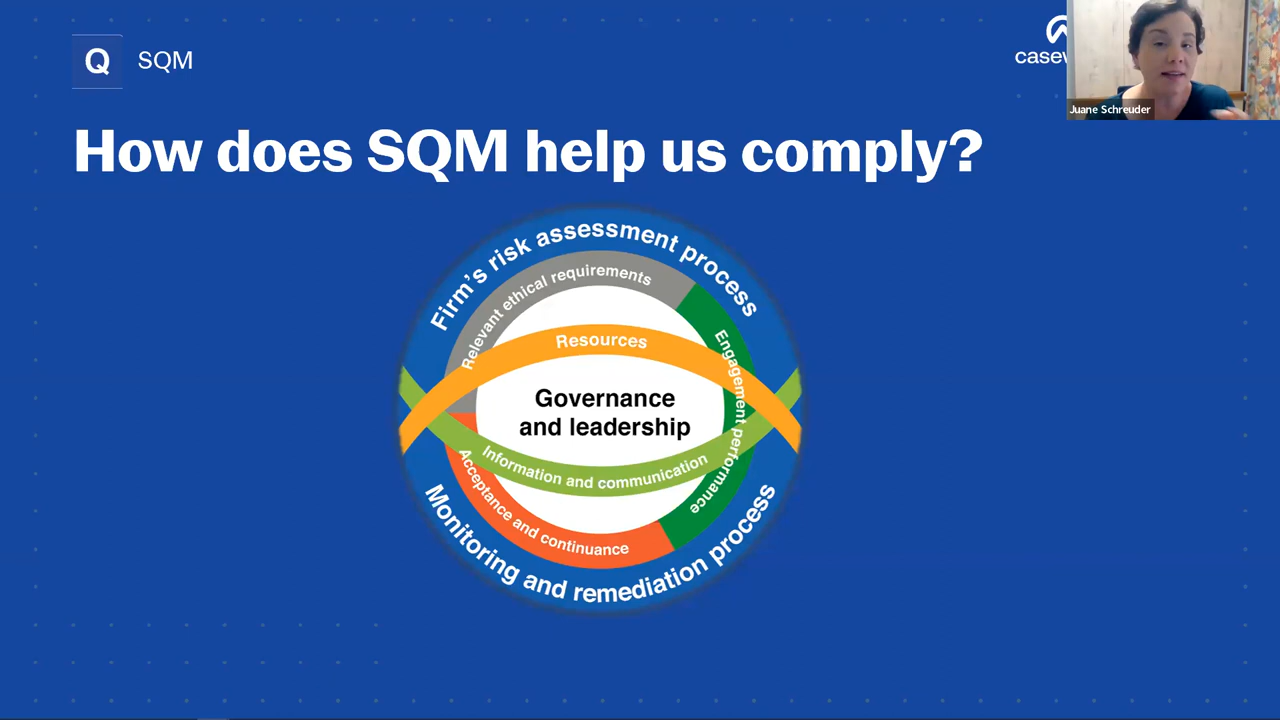 Q SQM
How does SQM help us comply?
Juane Schreuder
Firm's risk assessment process
Relevant ethical requirements
Resources
Engagement performance
Governance
and leadership
Information and communication
Acceptance and continuance
Monitoring and remediation process